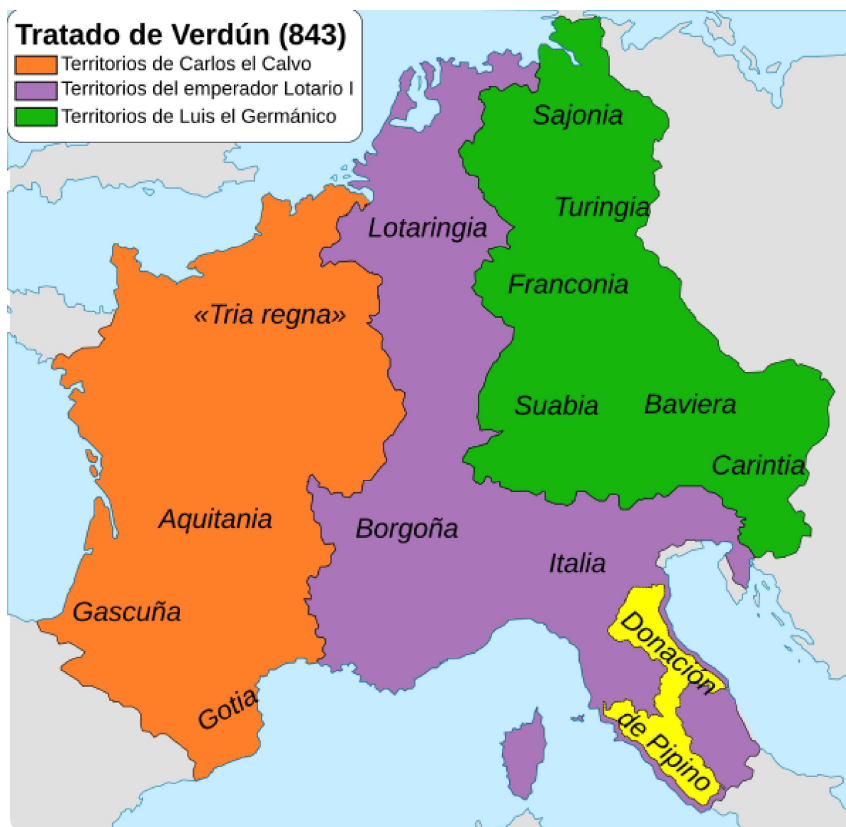 Tratado de Verdún (843)
Territorios de Carlos el Calvo
Territorios del emperador Lotario I
Territorios de Luis el Germánico
Sajonia
Turingia
Lotaringia
Franconia
«Tria regna»
Suabia
Baviera
Carintia
Aquitania
Borgoña
Italia
Gascuña
Donación
de Pipino
Gotia